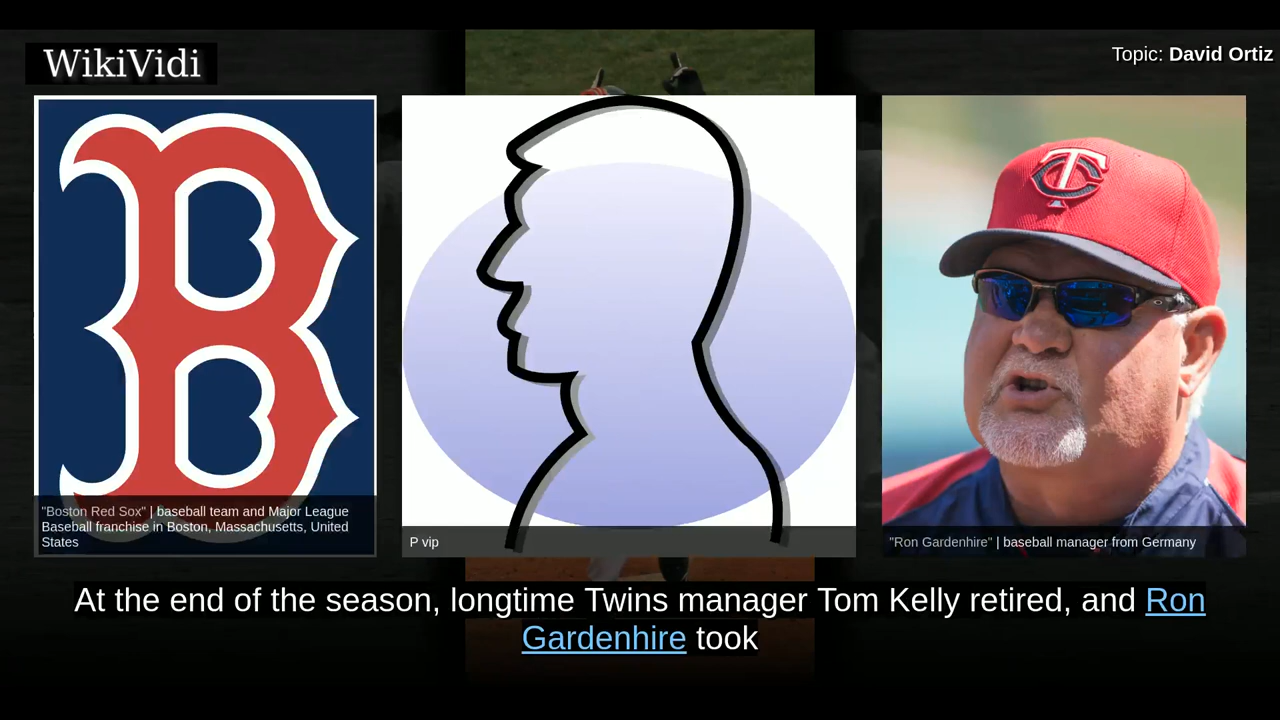 WikiVidi
Topic: David Ortiz
B
TC
"Boston Red Sox" | baseball team and Major League
Baseball franchise in Boston, Massachusetts, United
States
P vip
"Ron Gardenhire" | baseball manager from Germany
At the end of the season, longtime Twins manager Tom Kelly retired, and Ron
Gardenhire took